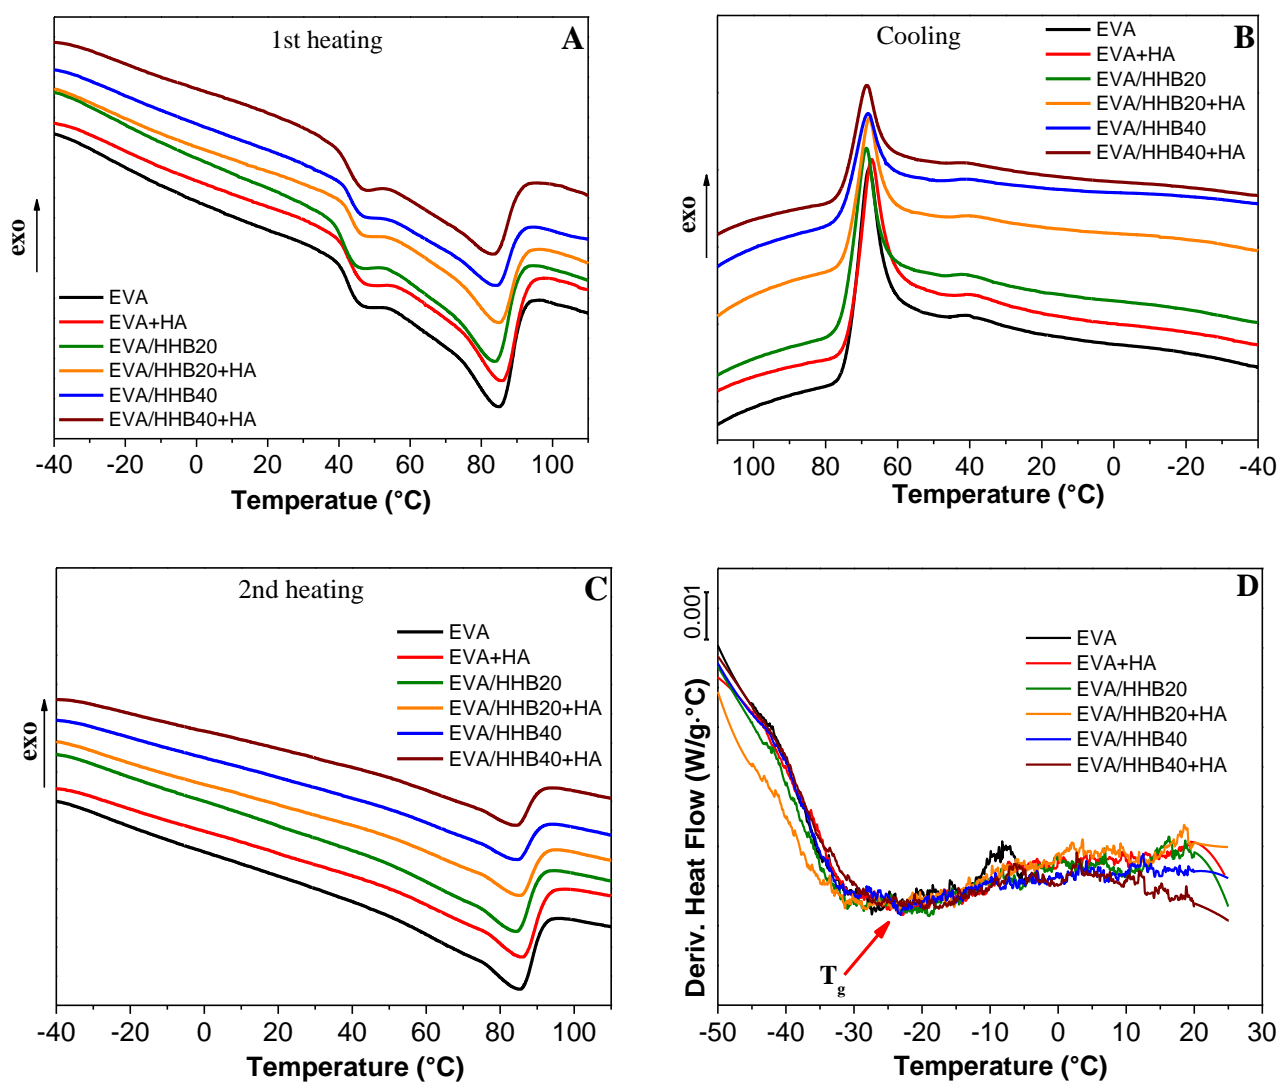 1st heating
A
exo
EVA
EVA+HA
EVA/HHB20
EVA/HHB20+HA
EVA/HHB40
EVA/HHB40+HA
-40 -20 0 20 40 60 80 100
Temperatue (°C)
Cooling
B
exo
EVA
EVA+HA
EVA/HHB20
EVA/HHB20+HA
EVA/HHB40
EVA/HHB40+HA
100 80 60 40 20 0 -20 -40
Temperature (°C)
2nd heating
C
exo
EVA
EVA+HA
EVA/HHB20
EVA/HHB20+HA
EVA/HHB40
EVA/HHB40+HA
-40 -20 0 20 40 60 80 100
Temperature (°C)
D
0.001
EVA
EVA+HA
EVA/HHB20
EVA/HHB20+HA
EVA/HHB40
EVA/HHB40+HA
Tg
Deriv. Heat Flow (W/g·°C)
-50 -40 -30 -20 -10 0 10 20 30
Temperature (°C)